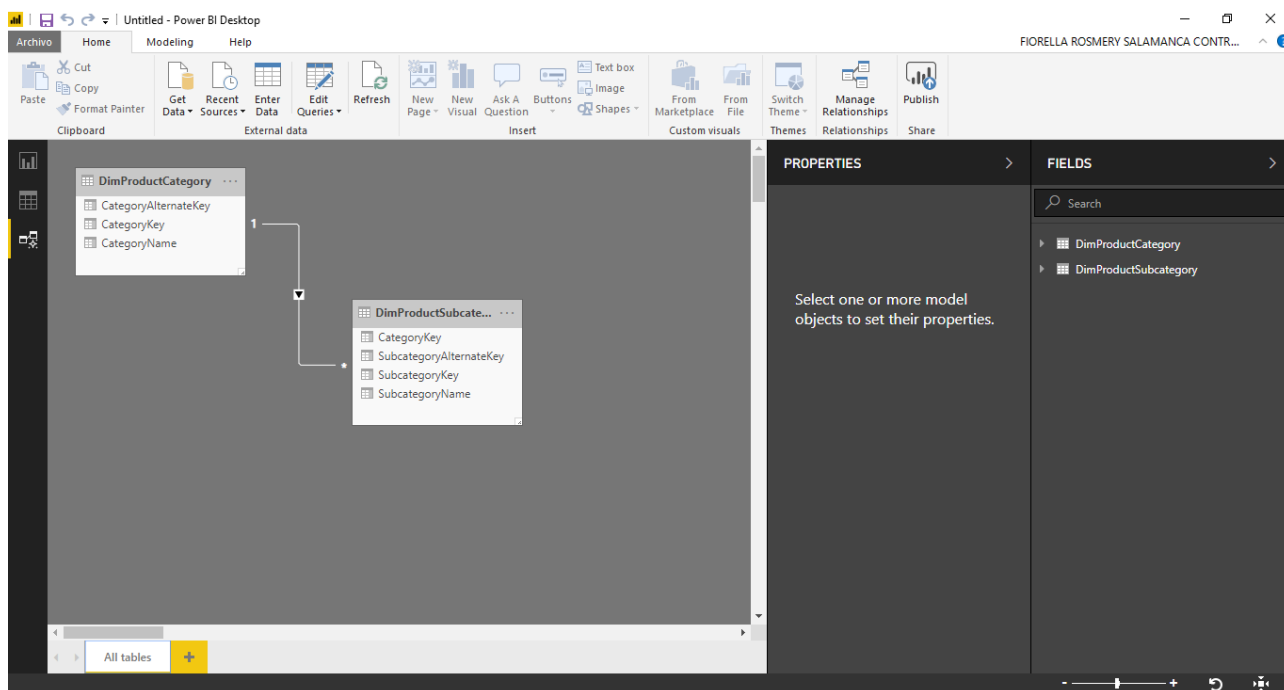 Untitled - Power BI Desktop
Archivo Home Modeling Help FIORELLA ROSMERY SALAMANCA CONTR...
Paste
Cut
Copy
Format Painter
Clipboard
Get Data
Recent Sources
Enter Data
Edit Queries
Refresh
External data
New Page
New Visual
Ask A Question
Buttons
Text box
Image
Shapes
Insert
From Marketplace
From File
Custom visuals
Switch Theme
Themes
Manage Relationships
Relationships
Publish
Share
DimProductCategory ...
CategoryAlternateKey
CategoryKey
CategoryName
1
*
DimProductSubcate... ...
CategoryKey
SubcategoryAlternateKey
SubcategoryKey
SubcategoryName
PROPERTIES
Select one or more model
objects to set their properties.
FIELDS
Search
DimProductCategory
DimProductSubcategory
All tables +
- +